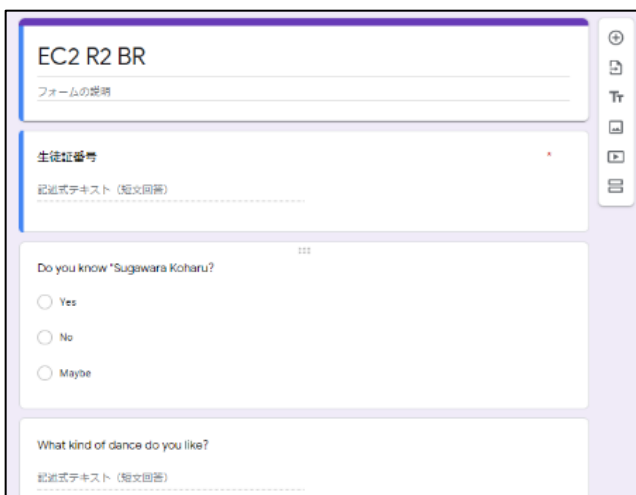 EC2 R2 BR
フォームの説明
生徒証番号 *
記述式テキスト（短文回答）
Do you know "Sugawara Koharu?
Yes
No
Maybe
What kind of dance do you like?
記述式テキスト（短文回答）
Tт